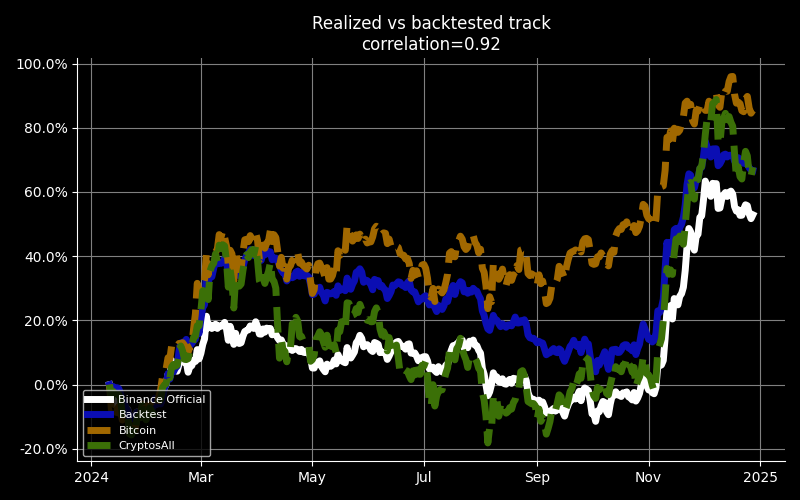 Realized vs backtested track
correlation=0.92
100.0%
80.0%
60.0%
40.0%
20.0%
0.0%
-20.0%
Binance Official
Backtest
Bitcoin
CryptosAll
2024 Mar May Jul Sep Nov 2025